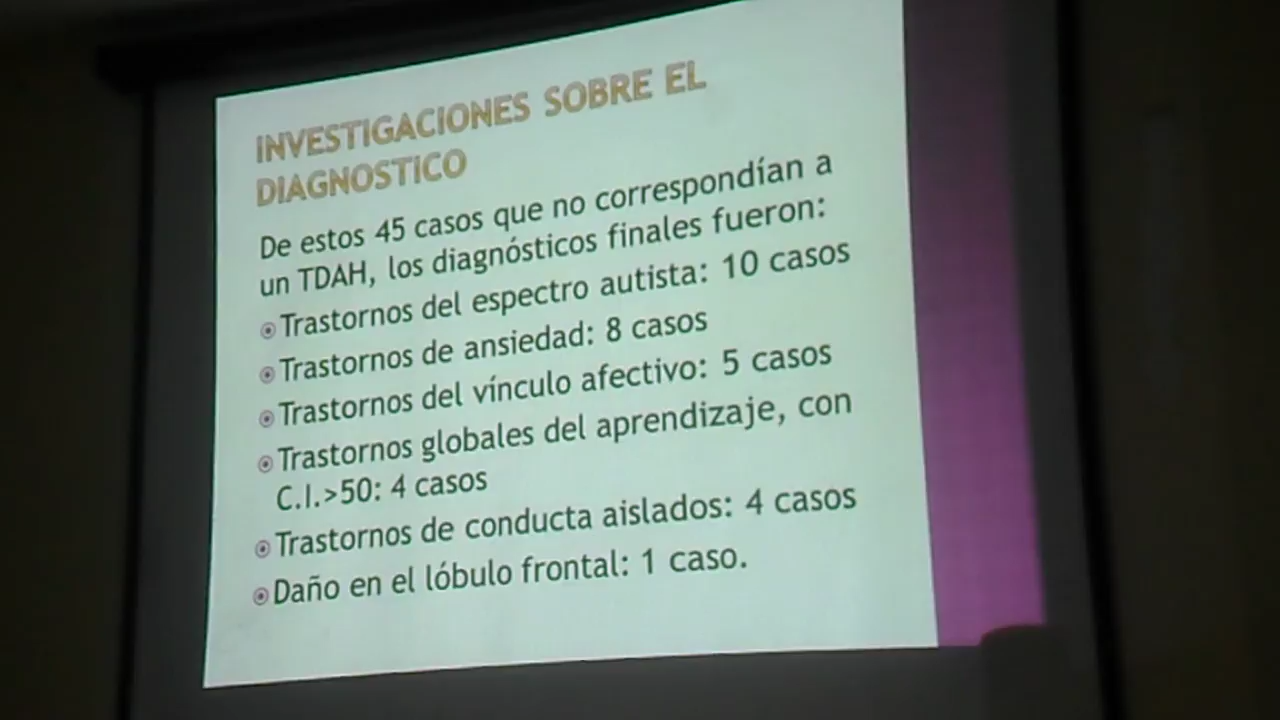 INVESTIGACIONES SOBRE EL
DIAGNOSTICO
De estos 45 casos que no correspondían a
un TDAH, los diagnósticos finales fueron:
Trastornos del espectro autista: 10 casos
Trastornos de ansiedad: 8 casos
Trastornos del vínculo afectivo: 5 casos
Trastornos globales del aprendizaje, con
C.I.>50: 4 casos
Trastornos de conducta aislados: 4 casos
Daño en el lóbulo frontal: 1 caso.